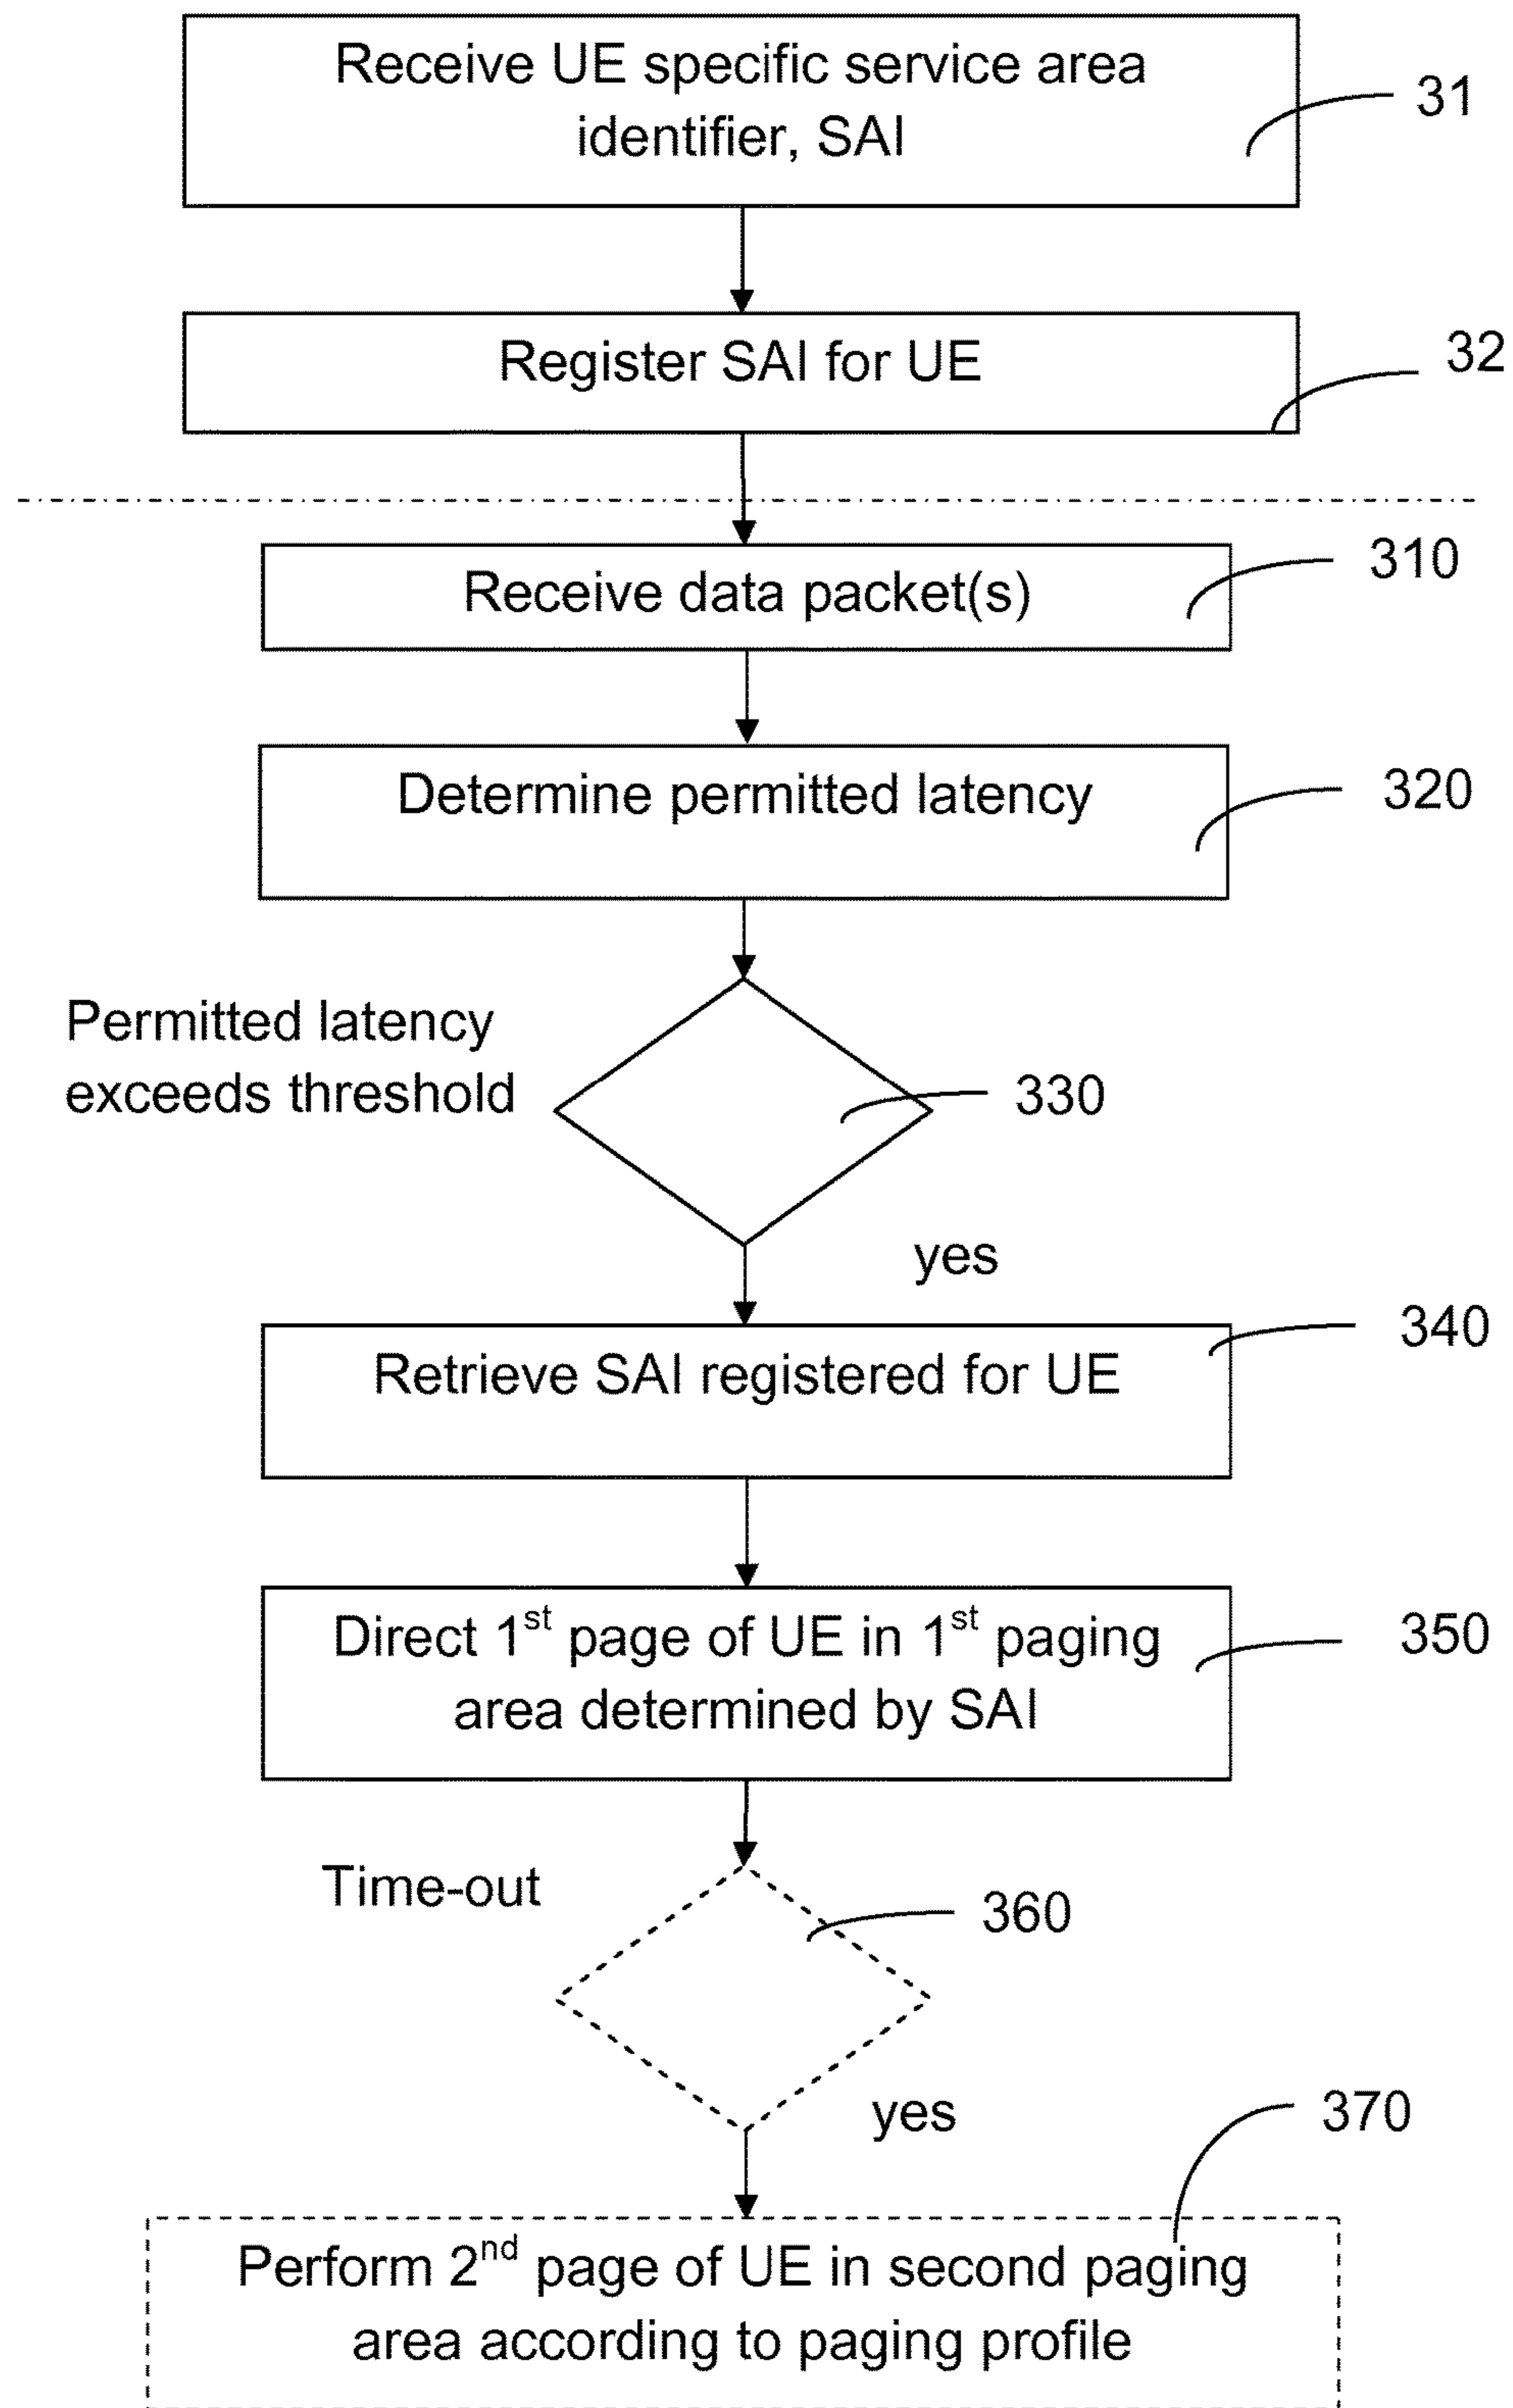 Receive UE specific service area
identifier, SAI
31
Register SAI for UE
32
Receive data packet(s)
310
Determine permitted latency
320
Permitted latency
exceeds threshold
330
yes
Retrieve SAI registered for UE
340
Direct 1st page of UE in 1st paging
area determined by SAI
350
Time-out
360
yes
370
Perform 2nd page of UE in second paging
area according to paging profile